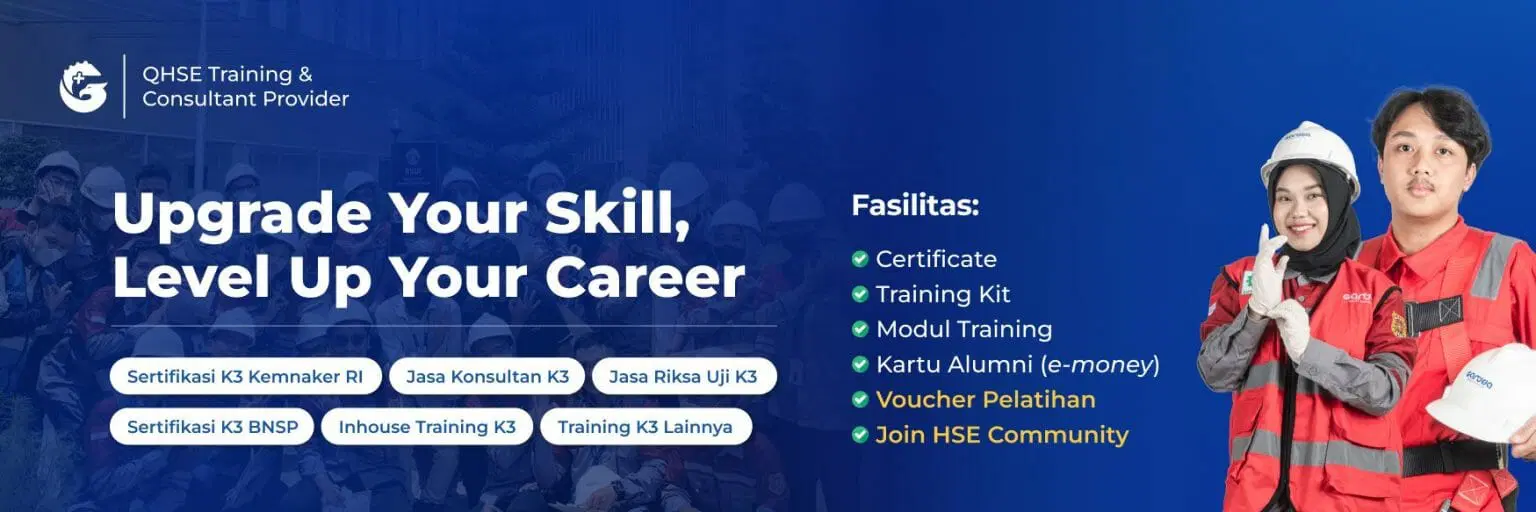 QHSE Training &
Consultant Provider
Upgrade Your Skill,
Level Up Your Career
Sertifikasi K3 Kemnaker RI
Jasa Konsultan K3
Jasa Riksa Uji K3
Sertifikasi K3 BNSP
Inhouse Training K3
Training K3 Lainnya
Fasilitas:
Certificate
Training Kit
Modul Training
Kartu Alumni (e-money)
Voucher Pelatihan
Join HSE Community